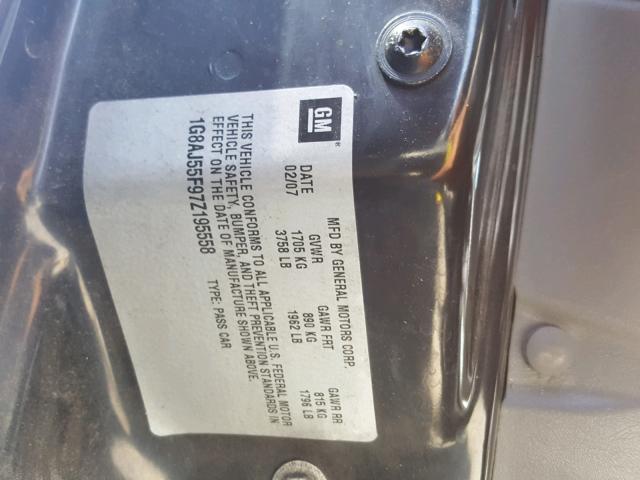 GM ®
MFD BY GENERAL MOTORS CORP.
DATE GVWR GAWR FRT GAWR RR
02/07 1705 KG 890 KG 815 KG
3758 LB 1962 LB 1796 LB
THIS VEHICLE CONFORMS TO ALL APPLICABLE U.S. FEDERAL MOTOR
VEHICLE SAFETY, BUMPER, AND THEFT PREVENTION STANDARDS IN
EFFECT ON THE DATE OF MANUFACTURE SHOWN ABOVE.
1G8AJ55F97Z195558 TYPE: PASS CAR